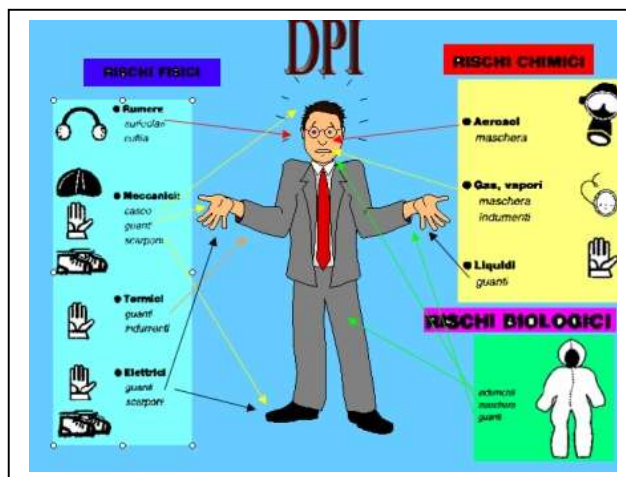 DPI
RISCHI FISICI
Rumore
auricolari
cuffia
Meccanici:
casco
guanti
scarponi
Termici
guanti
indumenti
Elettrici
guanti
scarponi
RISCHI CHIMICI
Aerosol
maschera
Gas, vapori
maschera
indumenti
Liquidi
guanti
RISCHI BIOLOGICI
indumenti
maschera
guanti